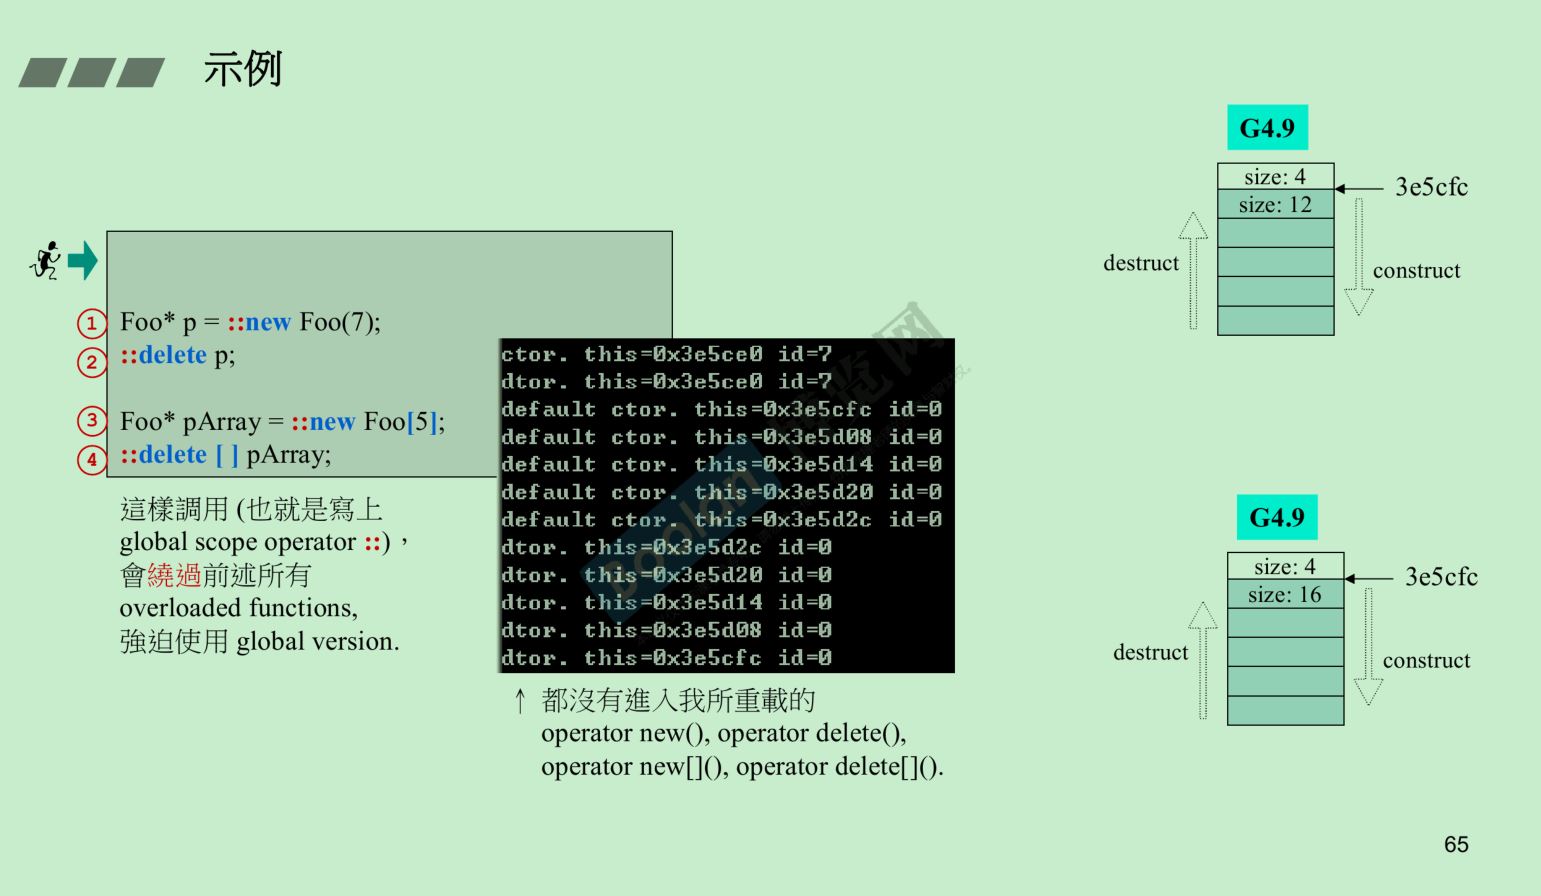 示例
G4.9
size: 4
3e5cfc
size: 12
destruct
construct
1 Foo* p = ::new Foo(7);
2 ::delete p;
3 Foo* pArray = ::new Foo[5];
4 ::delete [ ] pArray;
這樣調用 (也就是寫上
global scope operator ::)，
會繞過前述所有
overloaded functions,
強迫使用 global version.
ctor. this=0x3e5ce0 id=7
dtor. this=0x3e5ce0 id=7
default ctor. this=0x3e5cfc id=0
default ctor. this=0x3e5d08 id=0
default ctor. this=0x3e5d14 id=0
default ctor. this=0x3e5d20 id=0
default ctor. this=0x3e5d2c id=0
dtor. this=0x3e5d2c id=0
dtor. this=0x3e5d20 id=0
dtor. this=0x3e5d14 id=0
dtor. this=0x3e5d08 id=0
dtor. this=0x3e5cfc id=0
Boolan 博览网
↑ 都沒有進入我所重載的
operator new(), operator delete(),
operator new[](), operator delete[]().
G4.9
size: 4
3e5cfc
size: 16
destruct
construct
65